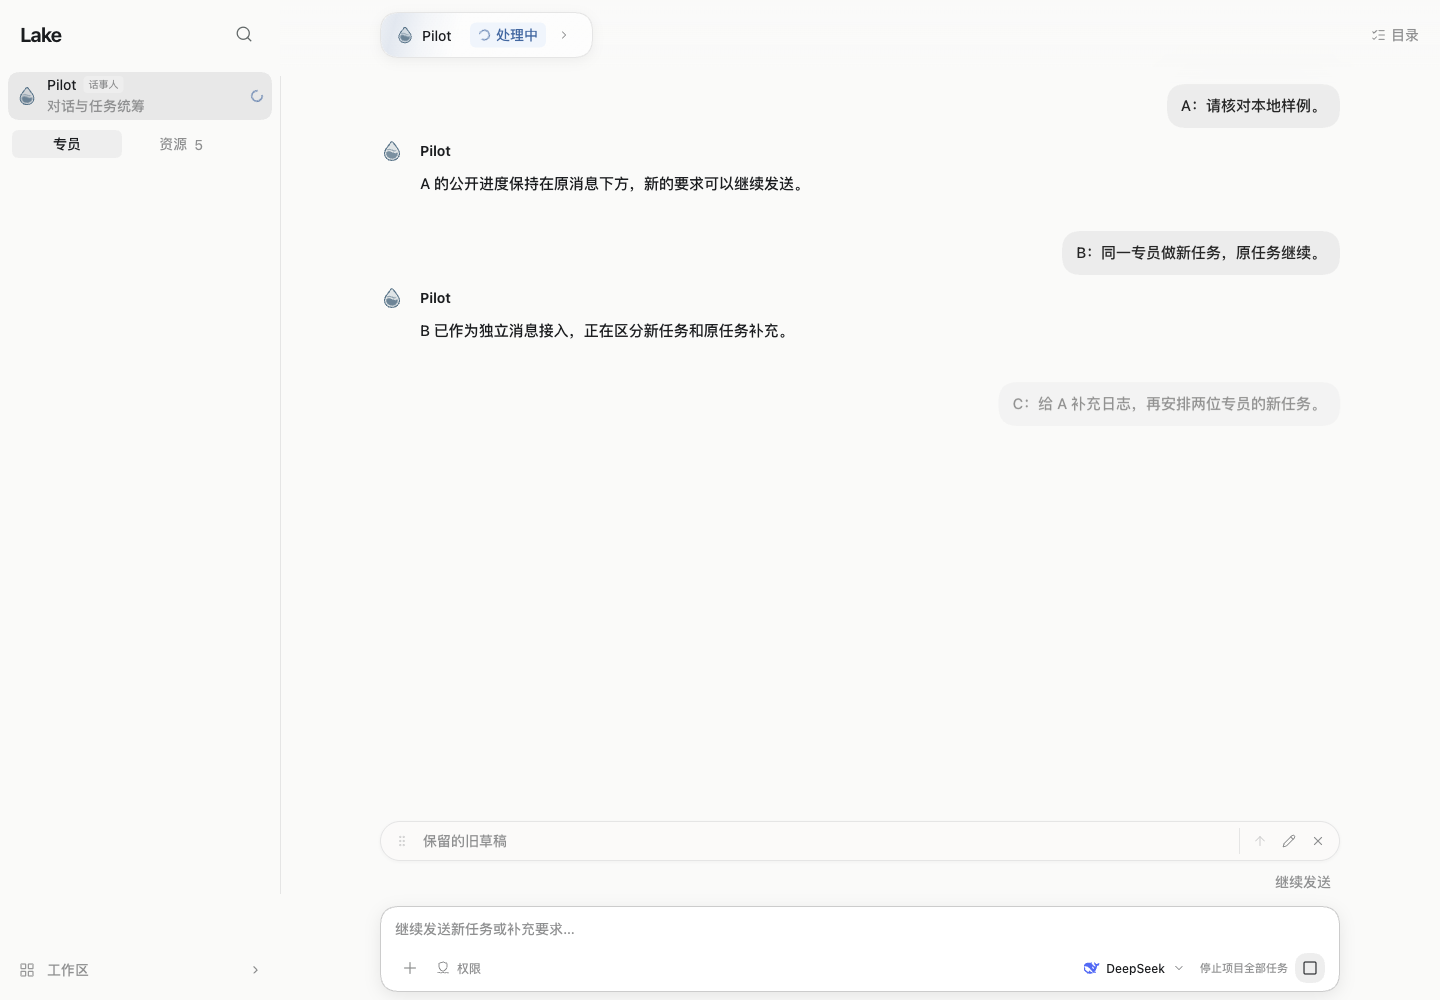 Lake
Pilot 处理中
目录
Pilot 话事人
对话与任务统筹
专员 资源 5
A：请核对本地样例。
Pilot
A 的公开进度保持在原消息下方，新的要求可以继续发送。
B：同一专员做新任务，原任务继续。
Pilot
B 已作为独立消息接入，正在区分新任务和原任务补充。
C：给 A 补充日志，再安排两位专员的新任务。
保留的旧草稿
继续发送
继续发送新任务或补充要求...
权限 DeepSeek 停止项目全部任务
工作区